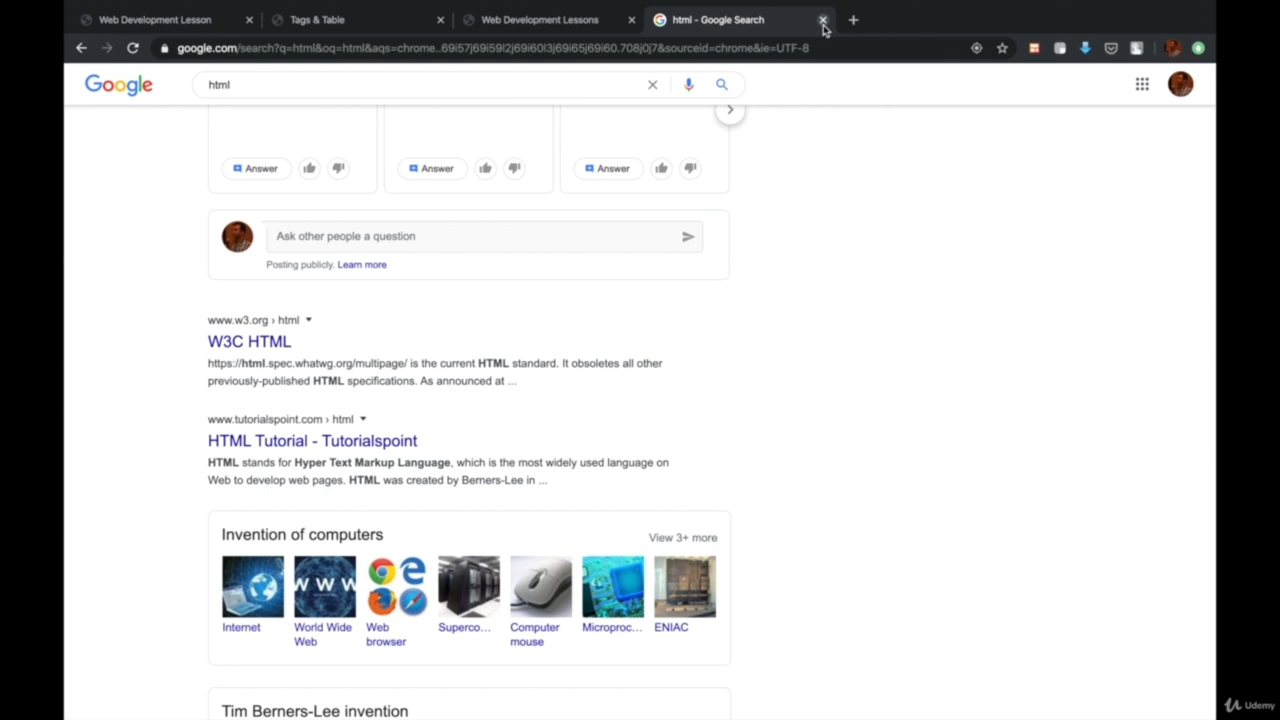 Web Development Lesson
Tags & Table
Web Development Lessons
html - Google Search
google.com/search?q=html&oq=html&aqs=chrome..69i57j69i59l2j69i60l3j69i65j69i60.708j0j7&sourceid=chrome&ie=UTF-8
Google
html
Answer
Answer
Answer
Ask other people a question
Posting publicly. Learn more
www.w3.org › html
W3C HTML
https://html.spec.whatwg.org/multipage/ is the current HTML standard. It obsoletes all other
previously-published HTML specifications. As announced at ...
www.tutorialspoint.com › html
HTML Tutorial - Tutorialspoint
HTML stands for Hyper Text Markup Language, which is the most widely used language on
Web to develop web pages. HTML was created by Berners-Lee in ...
Invention of computers
View 3+ more
WWW
Internet
World Wide
Web
Web
browser
Superco...
Computer
mouse
Microproc...
ENIAC
Tim Berners-Lee invention
Udemy